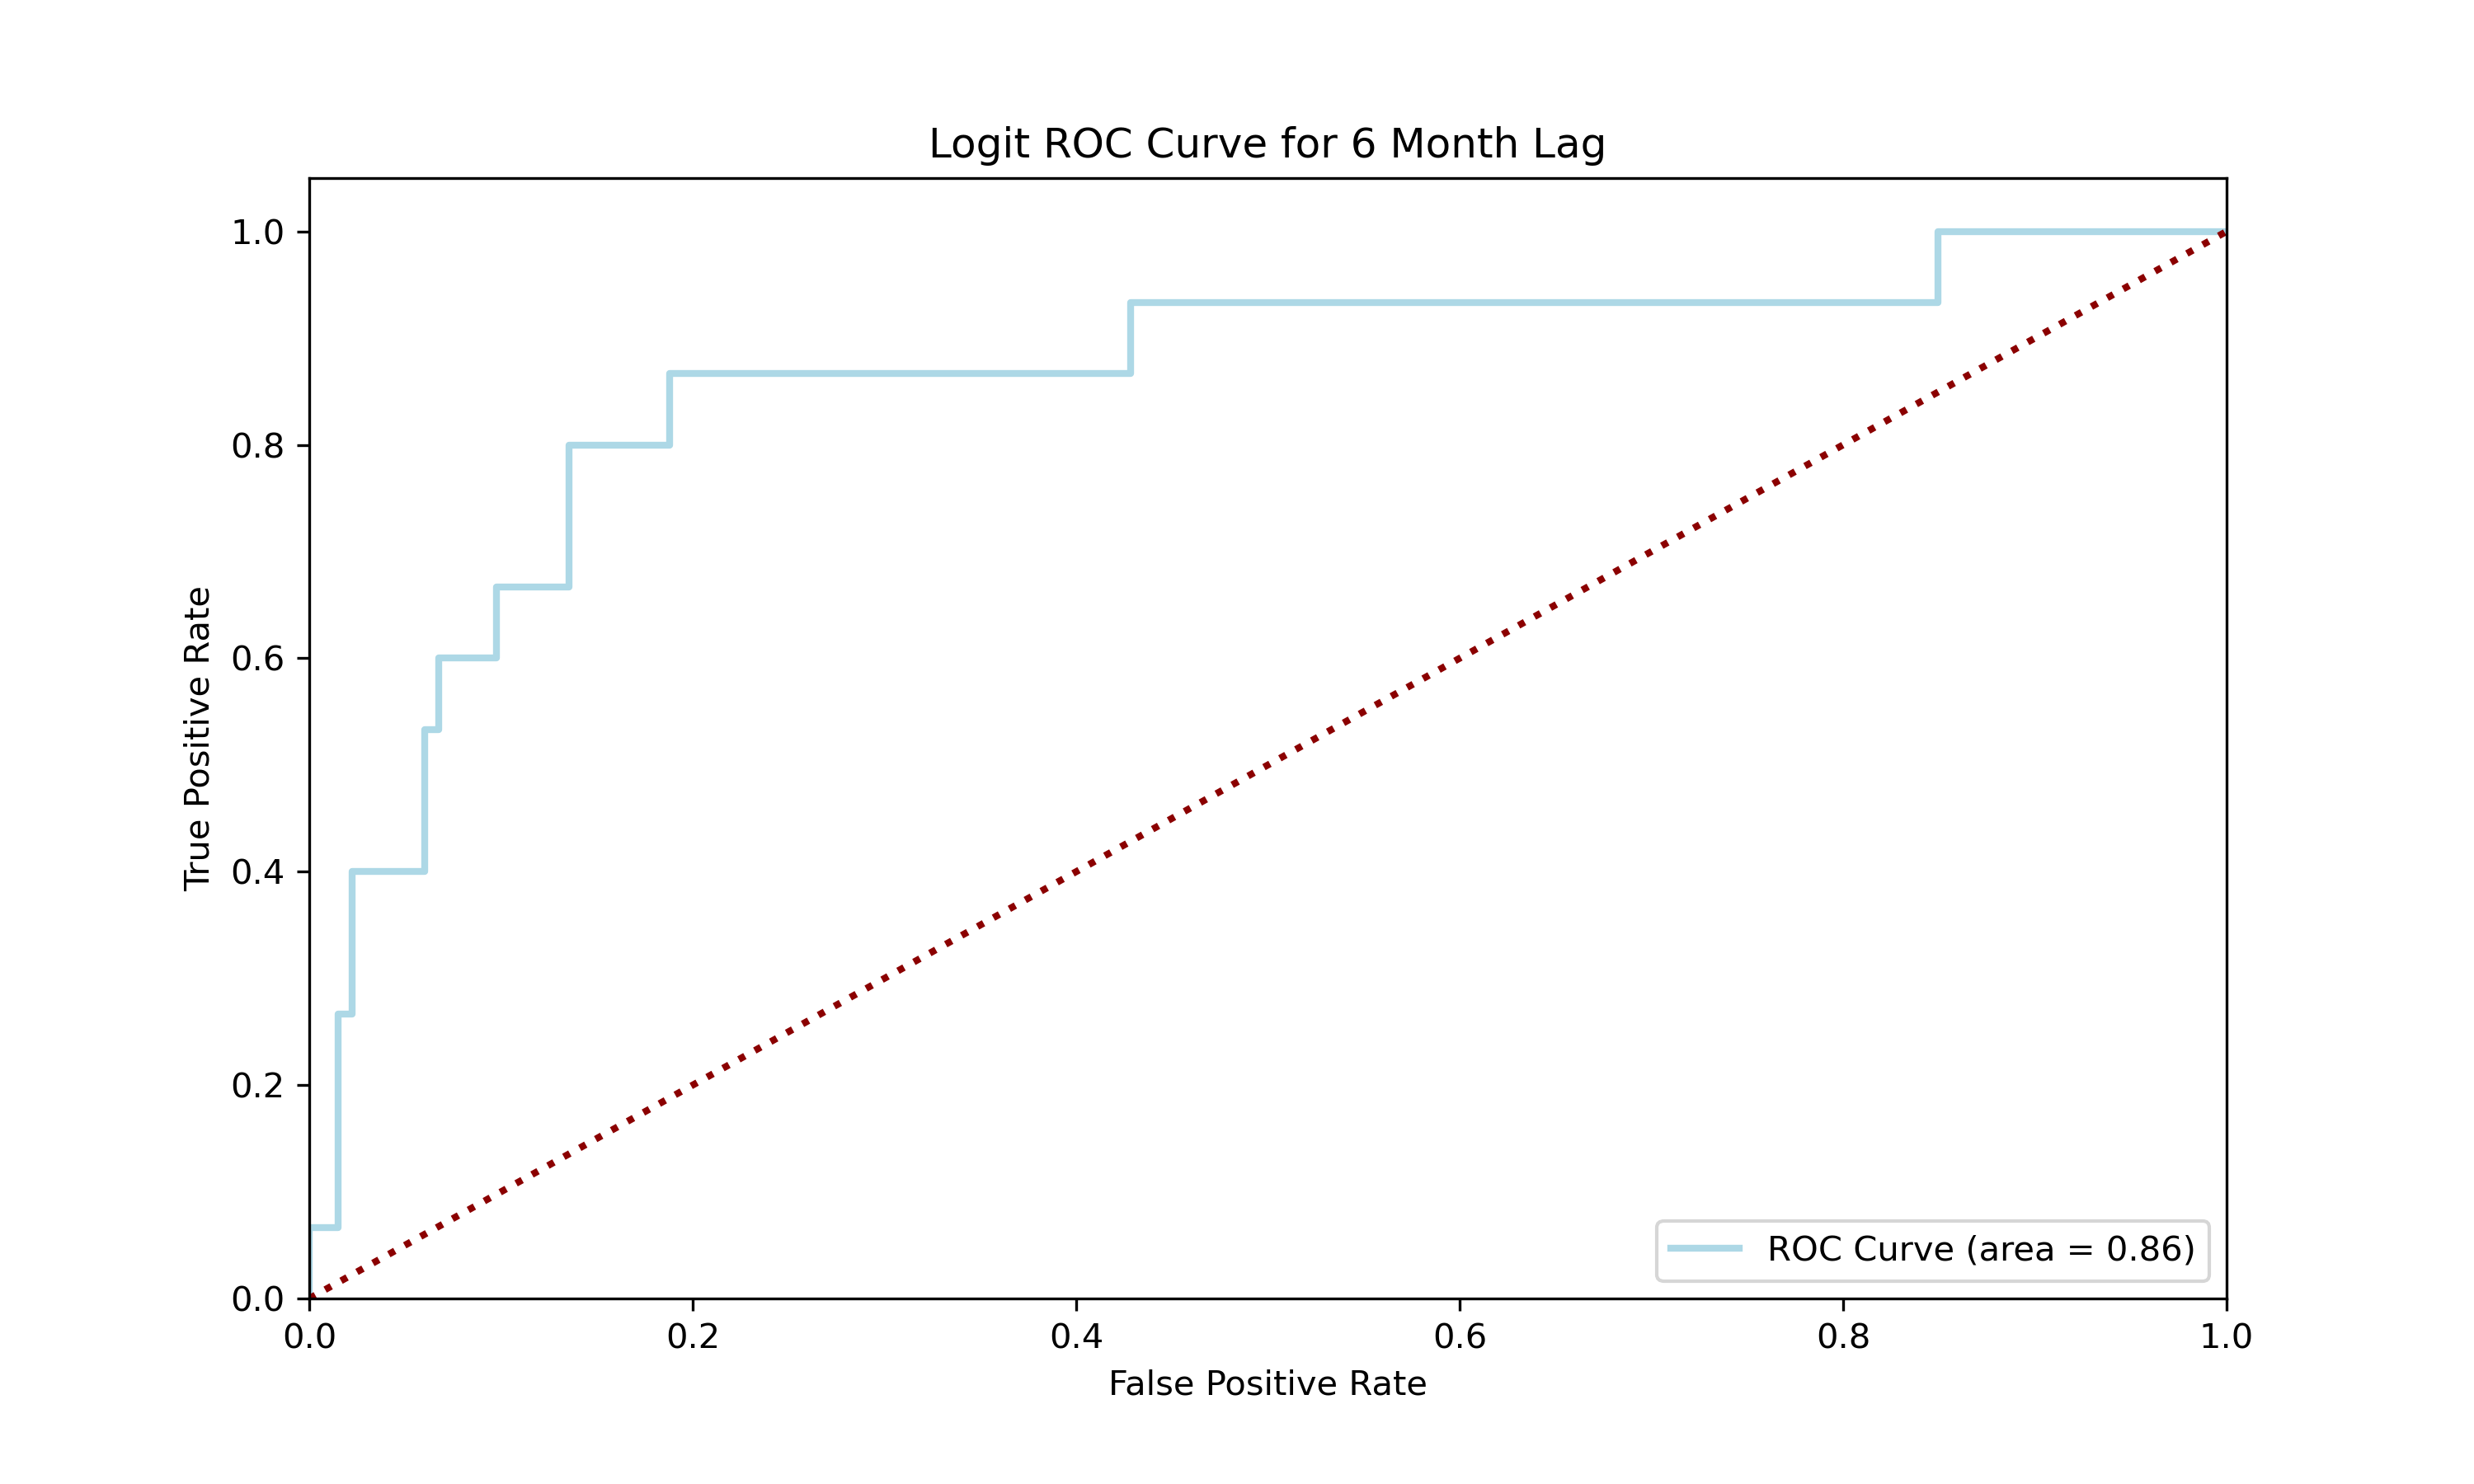 Logit ROC Curve for 6 Month Lag
True Positive Rate
1.0
0.8
0.6
0.4
0.2
0.0
ROC Curve (area = 0.86)
0.0 0.2 0.4 0.6 0.8 1.0
False Positive Rate